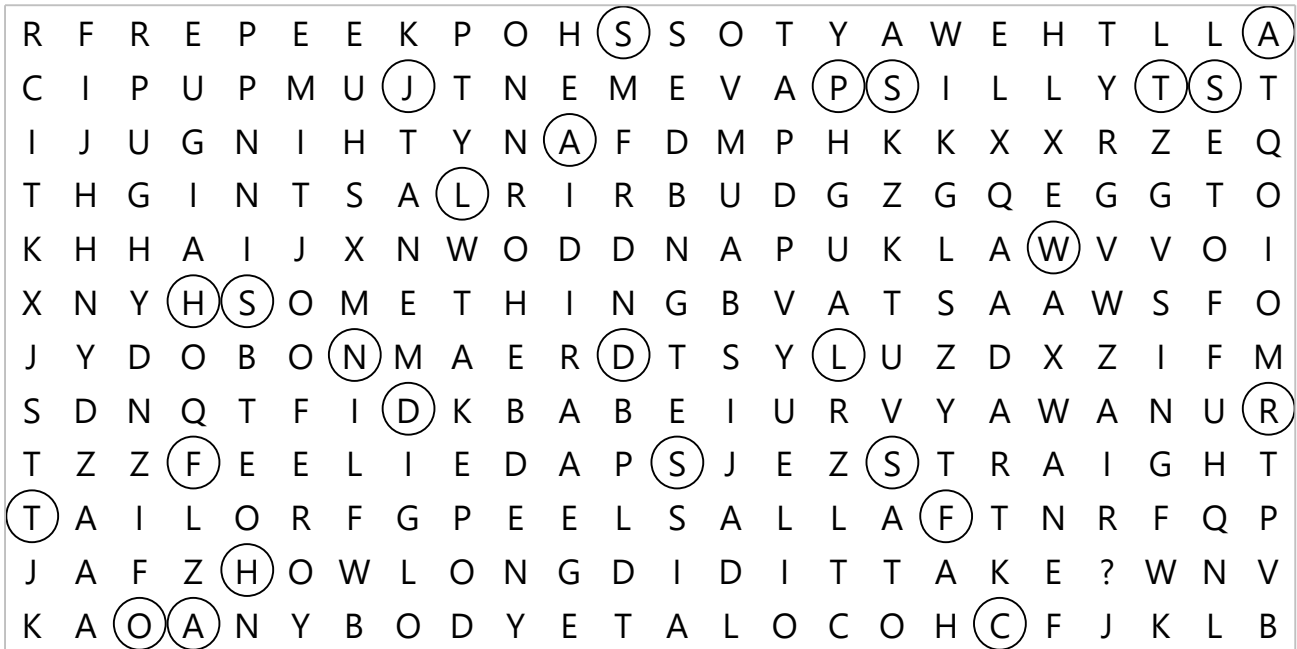 R F R E P E E K P O H S S O T Y A W E H T L L A
C I P U P M U J T N E M E V A P S I L L Y T S T
I J U G N I H T Y N A F D M P H K K X X R Z E Q
T H G I N T S A L R I R B U D G Z G Q E G G T O
K H H A I J X N W O D D N A P U K L A W V V O I
X N Y H S O M E T H I N G B V A T S A A W S F O
J Y D O B O N M A E R D T S Y L U Z D X Z I F M
S D N Q T F I D K B A B E I U R V Y A W A N U R
T Z Z F E E L I E D A P S J E Z S T R A I G H T
T A I L O R F G P E E L S A L L A F T N R F Q P
J A F Z H O W L O N G D I D I T T A K E ? W N V
K A O A N Y B O D Y E T A L O C O H C F J K L B